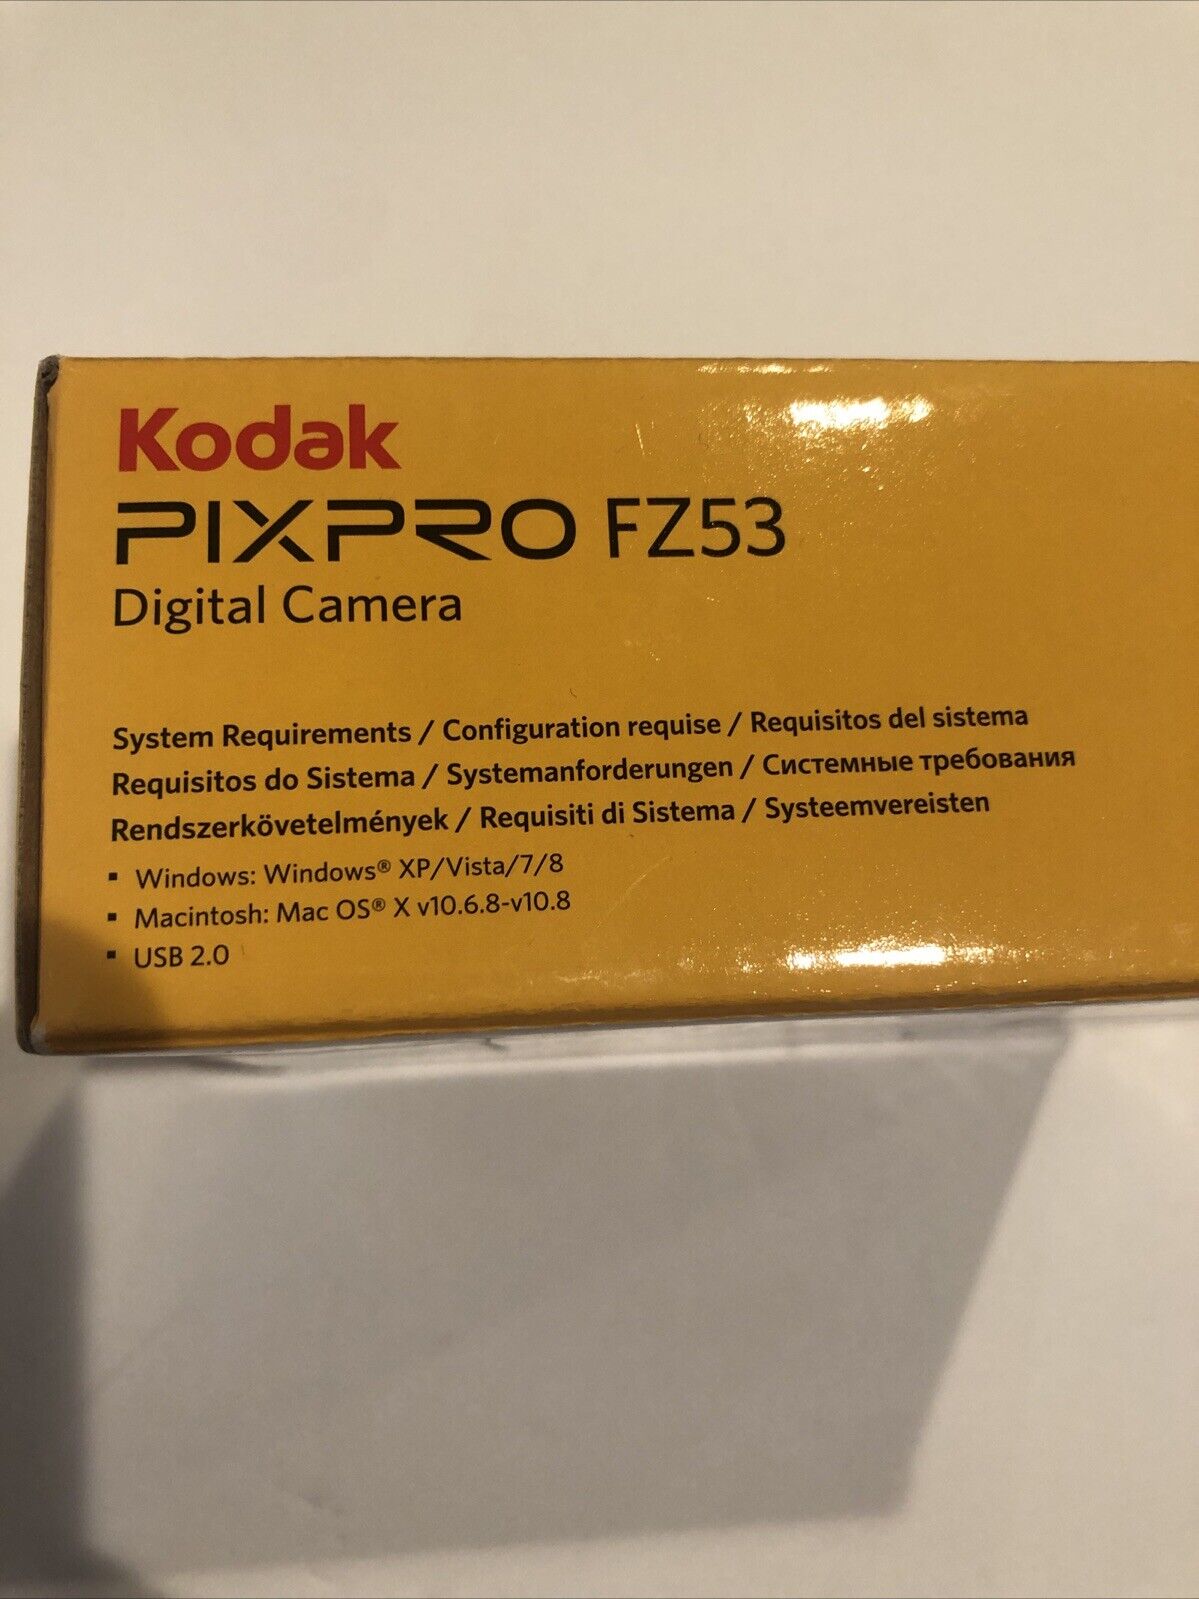 Kodak
PIXPRO FZ53
Digital Camera
System Requirements / Configuration requise / Requisitos del sistema
Requisitos do Sistema / Systemanforderungen / Системные требования
Rendszerkövetelmények / Requisiti di Sistema / Systeemvereisten
▪ Windows: Windows® XP/Vista/7/8
▪ Macintosh: Mac OS® X v10.6.8-v10.8
▪ USB 2.0